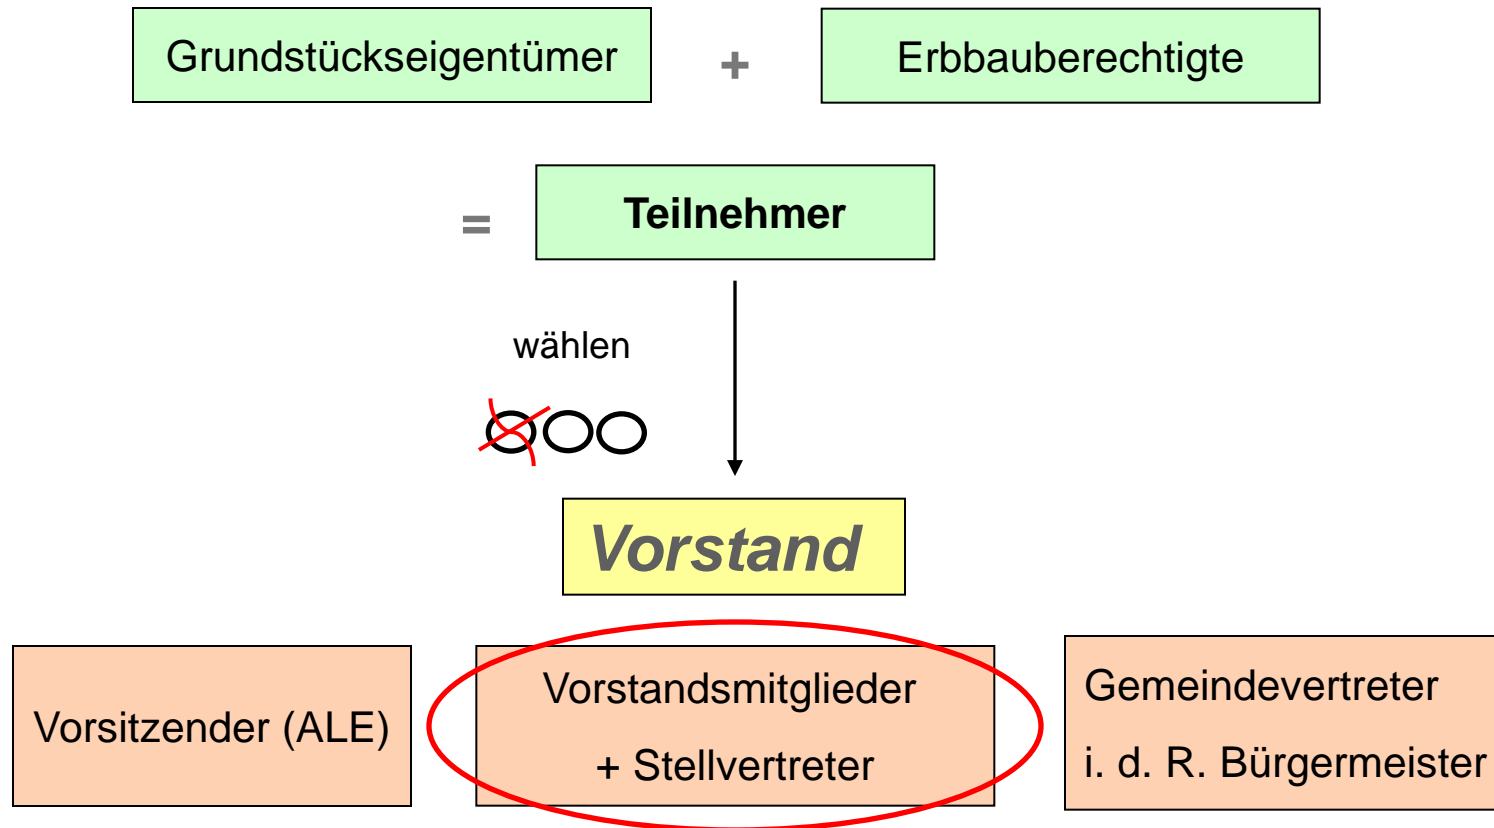 Grundstückseigentümer + Erbbauberechtigte
= Teilnehmer
wählen
Vorstand
Vorsitzender (ALE)
Vorstandsmitglieder
+ Stellvertreter
Gemeindevertreter
i. d. R. Bürgermeister